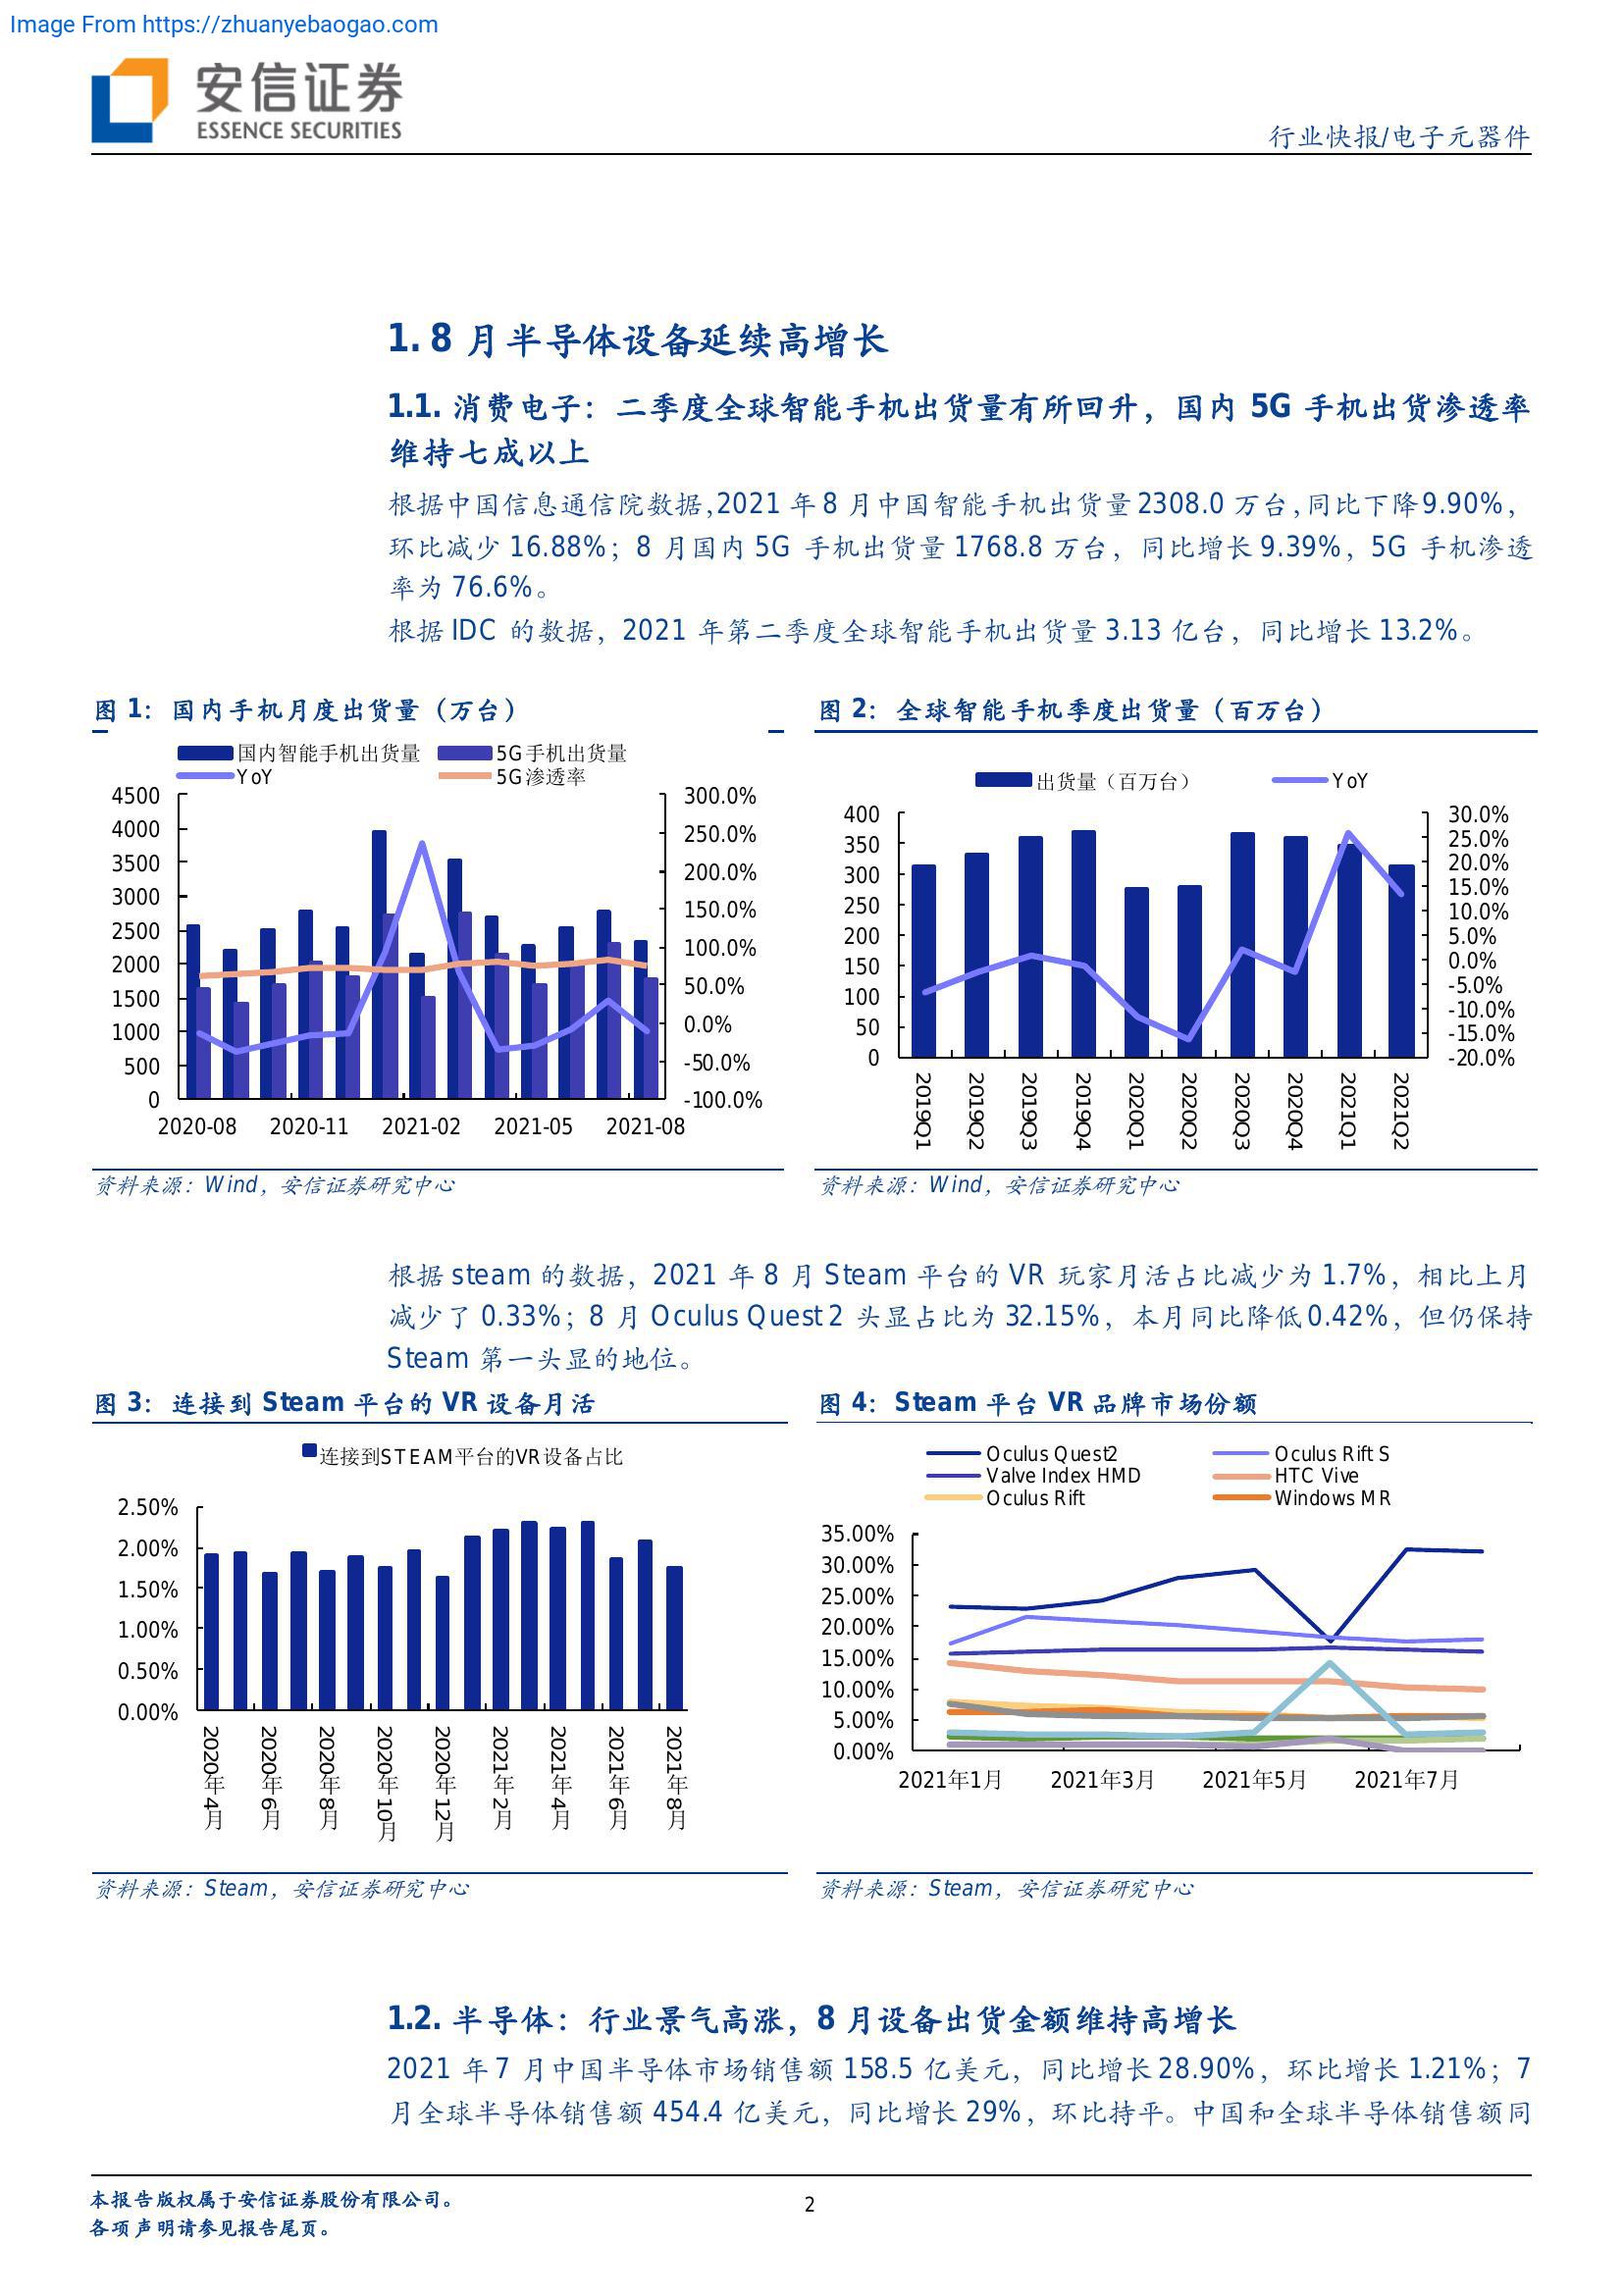 Image From https://zhuanyebaogao.com
安信证券
ESSENCE SECURITIES
行业快报/电子元器件
1. 8 月半导体设备延续高增长
1.1. 消费电子：二季度全球智能手机出货量有所回升，国内 5G 手机出货渗透率
维持七成以上
根据中国信息通信院数据,2021 年 8 月中国智能手机出货量 2308.0 万台,同比下降 9.90%，
环比减少 16.88%；8 月国内 5G 手机出货量 1768.8 万台，同比增长 9.39%，5G 手机渗透
率为 76.6%。
根据 IDC 的数据，2021 年第二季度全球智能手机出货量 3.13 亿台，同比增长 13.2%。
图 1：国内手机月度出货量（万台）
国内智能手机出货量 5G手机出货量
YoY 5G渗透率
4500
4000
3500
3000
2500
2000
1500
1000
500
0
300.0%
250.0%
200.0%
150.0%
100.0%
50.0%
0.0%
-50.0%
-100.0%
2020-08 2020-11 2021-02 2021-05 2021-08
资料来源：Wind，安信证券研究中心
图 2：全球智能手机季度出货量（百万台）
出货量（百万台） YoY
400
350
300
250
200
150
100
50
0
30.0%
25.0%
20.0%
15.0%
10.0%
5.0%
0.0%
-5.0%
-10.0%
-15.0%
-20.0%
2019Q1 2019Q2 2019Q3 2019Q4 2020Q1 2020Q2 2020Q3 2020Q4 2021Q1 2021Q2
资料来源：Wind，安信证券研究中心
根据 steam 的数据，2021 年 8 月 Steam 平台的 VR 玩家月活占比减少为 1.7%，相比上月
减少了 0.33%；8 月 Oculus Quest 2 头显占比为 32.15%，本月同比降低 0.42%，但仍保持
Steam 第一头显的地位。
图 3：连接到 Steam 平台的 VR 设备月活
连接到STEAM平台的VR设备占比
2.50%
2.00%
1.50%
1.00%
0.50%
0.00%
2020年4月 2020年6月 2020年8月 2020年10月 2020年12月 2021年2月 2021年4月 2021年6月 2021年8月
资料来源：Steam，安信证券研究中心
图 4：Steam 平台 VR 品牌市场份额
Oculus Quest2 Oculus Rift S
Valve Index HMD HTC Vive
Oculus Rift Windows MR
35.00%
30.00%
25.00%
20.00%
15.00%
10.00%
5.00%
0.00%
2021年1月 2021年3月 2021年5月 2021年7月
资料来源：Steam，安信证券研究中心
1.2. 半导体：行业景气高涨，8 月设备出货金额维持高增长
2021 年 7 月中国半导体市场销售额 158.5 亿美元，同比增长 28.90%，环比增长 1.21%；7
月全球半导体销售额 454.4 亿美元，同比增长 29%，环比持平。中国和全球半导体销售额同
本报告版权属于安信证券股份有限公司。
各项声明请参见报告尾页。
2